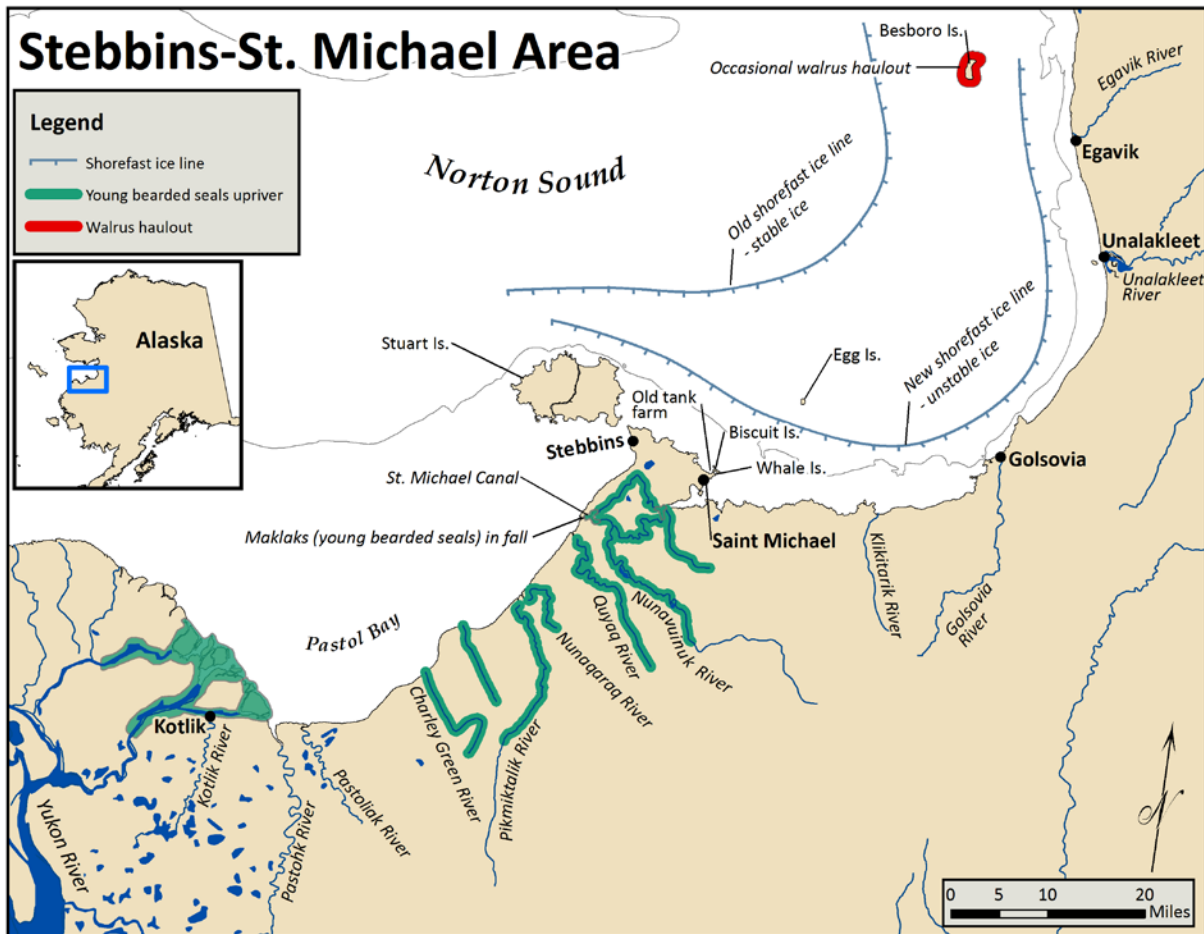 Stebbins-St. Michael Area
Legend
Shorefast ice line
Young bearded seals upriver
Walrus haulout
Alaska
Norton Sound
Besboro Is.
Occasional walrus haulout
Egavik River
Egavik
Old shorefast ice line
- stable ice
Unalakleet
Unalakleet
River
New shorefast ice line
- unstable ice
Stuart Is.
Egg Is.
Old tank
farm
Biscuit Is.
Stebbins
Whale Is.
Golsovia
St. Michael Canal
Maklaks (young bearded seals) in fall
Saint Michael
Klikitarik River
Golsovia
River
Pastol Bay
Nunavuinuk River
Quyaq River
Nunaqaraq River
Charley Green River
Pikmiktalik River
Kotlik
Kotlik River
Pastoliak River
Pastohk River
Yukon River
N
0 5 10 20
Miles